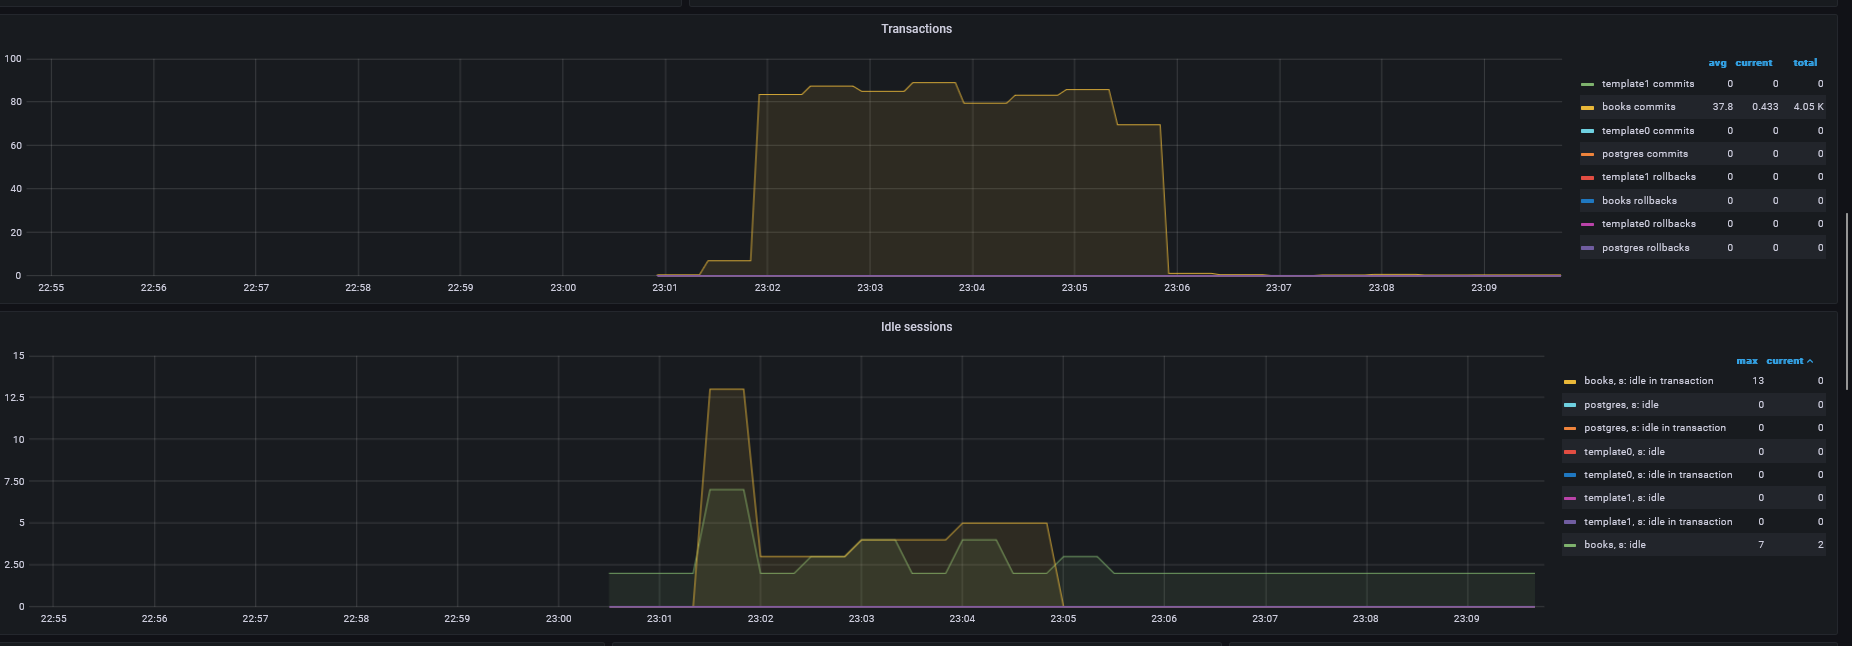 Transactions
100
80
60
40
20
0
22:55 22:56 22:57 22:58 22:59 23:00 23:01 23:02 23:03 23:04 23:05 23:06 23:07 23:08 23:09
avg current total
template1 commits 0 0 0
books commits 37.8 0.433 4.05 K
template0 commits 0 0 0
postgres commits 0 0 0
template1 rollbacks 0 0 0
books rollbacks 0 0 0
template0 rollbacks 0 0 0
postgres rollbacks 0 0 0
Idle sessions
15
12.5
10
7.50
5
2.50
0
22:55 22:56 22:57 22:58 22:59 23:00 23:01 23:02 23:03 23:04 23:05 23:06 23:07 23:08 23:09
max current
books, s: idle in transaction 13 0
postgres, s: idle 0 0
postgres, s: idle in transaction 0 0
template0, s: idle 0 0
template0, s: idle in transaction 0 0
template1, s: idle 0 0
template1, s: idle in transaction 0 0
books, s: idle 7 2